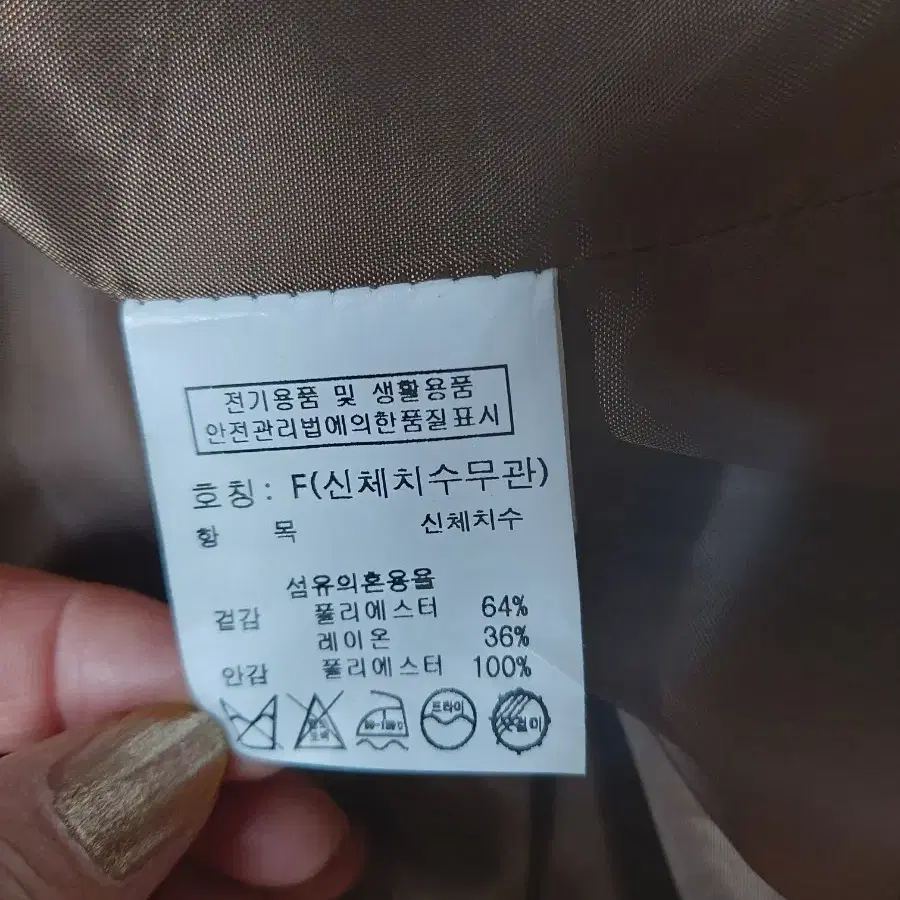 전기용품 및 생활용품
안전관리법에의한품질표시
호칭: F(신체치수무관)
항 목 신체치수
섬유의혼용율
겉감 폴리에스터 64%
레이온 36%
안감 폴리에스터 100%
드라이 옷걸이